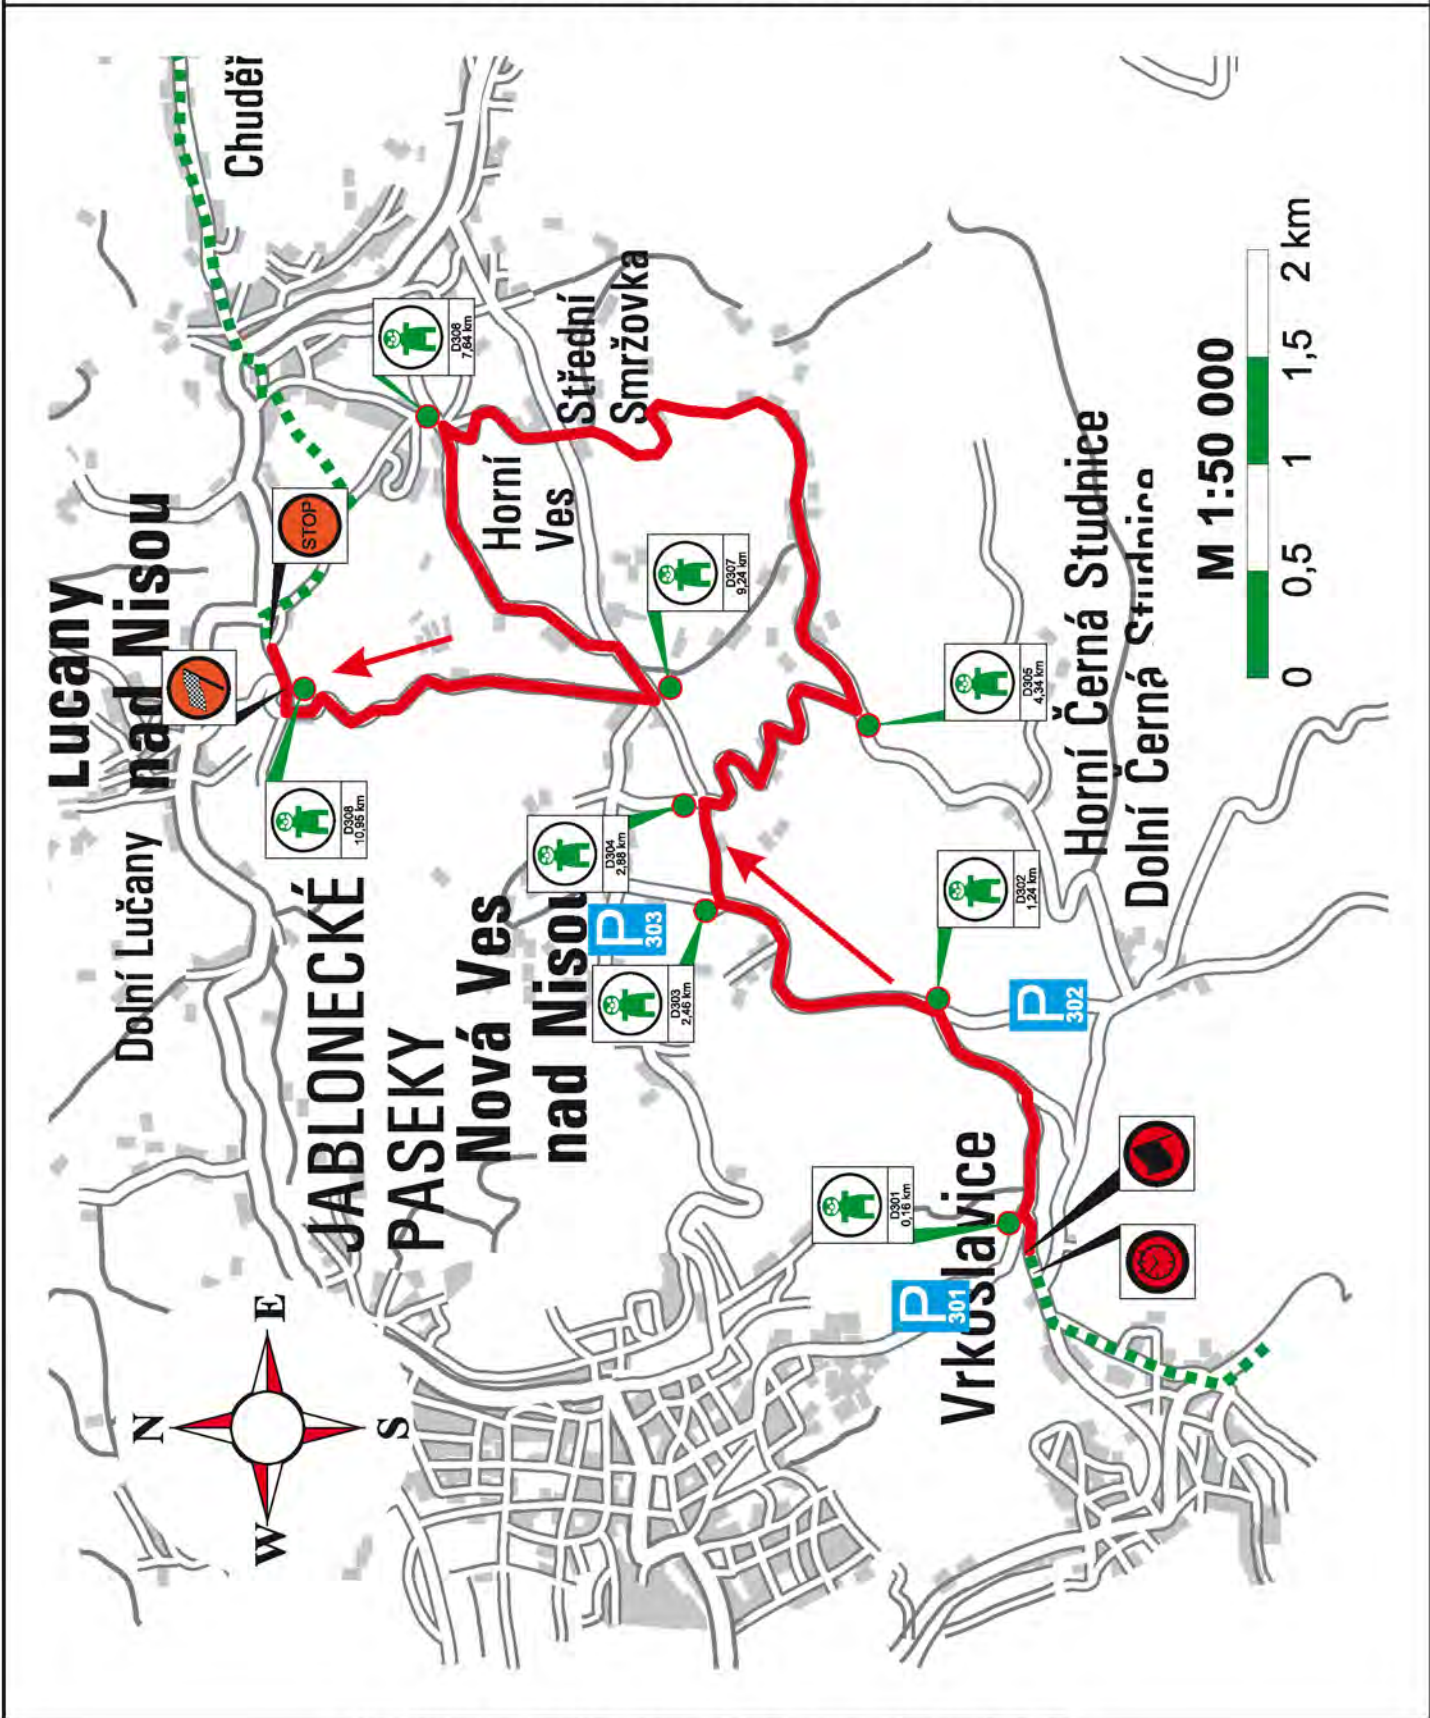 Lučany
nad Nisou
Chuděř
Dolní Lučany
JABLONECKÉ
PASEKY
Nová Ves
nad Nisou
Horní
Ves
Střední
Smržovka
Vrkoslavice
Horní Černá Studnice
Dolní Černá Studnice
STOP
D308
10,95 km
D306
7,64 km
D307
9,24 km
D304
2,88 km
D303
2,46 km
D305
4,34 km
D302
1,24 km
D301
0,16 km
P
303
P
302
P
301
N
E
S
W
M 1:50 000
0 0,5 1 1,5 2 km